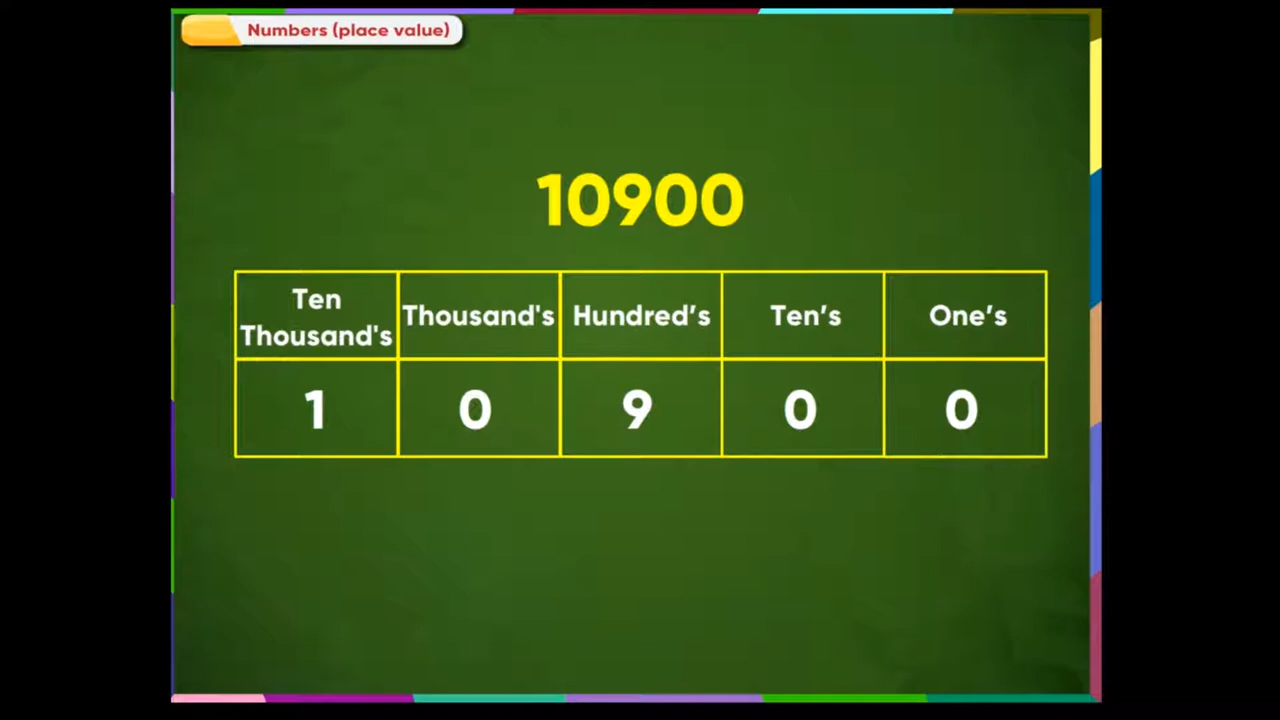 Numbers (place value)
10900
Ten
Thousand's
Thousand's
Hundred’s
Ten’s
One’s
1
0
9
0
0